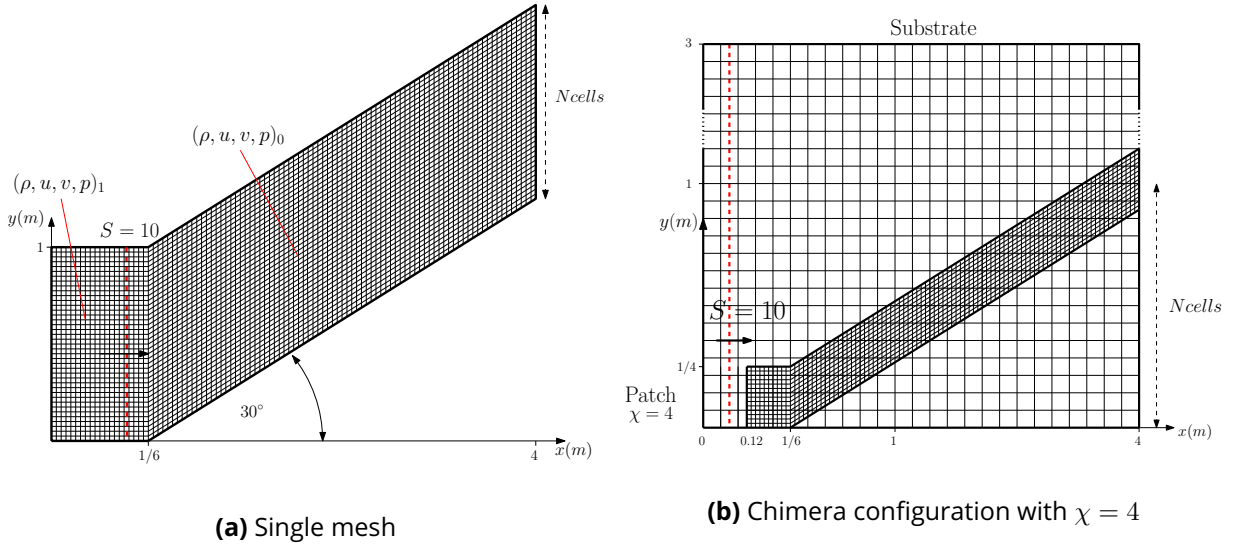 (ρ, u, v, p)₀
Ncells
(ρ, u, v, p)₁
y(m)
S = 10
1
30°
1/6
4
x(m)
(a) Single mesh
Substrate
3
1
y(m)
S = 10
Ncells
1/4
Patch
χ = 4
0
0.12
1/6
1
4
x(m)
(b) Chimera configuration with χ = 4